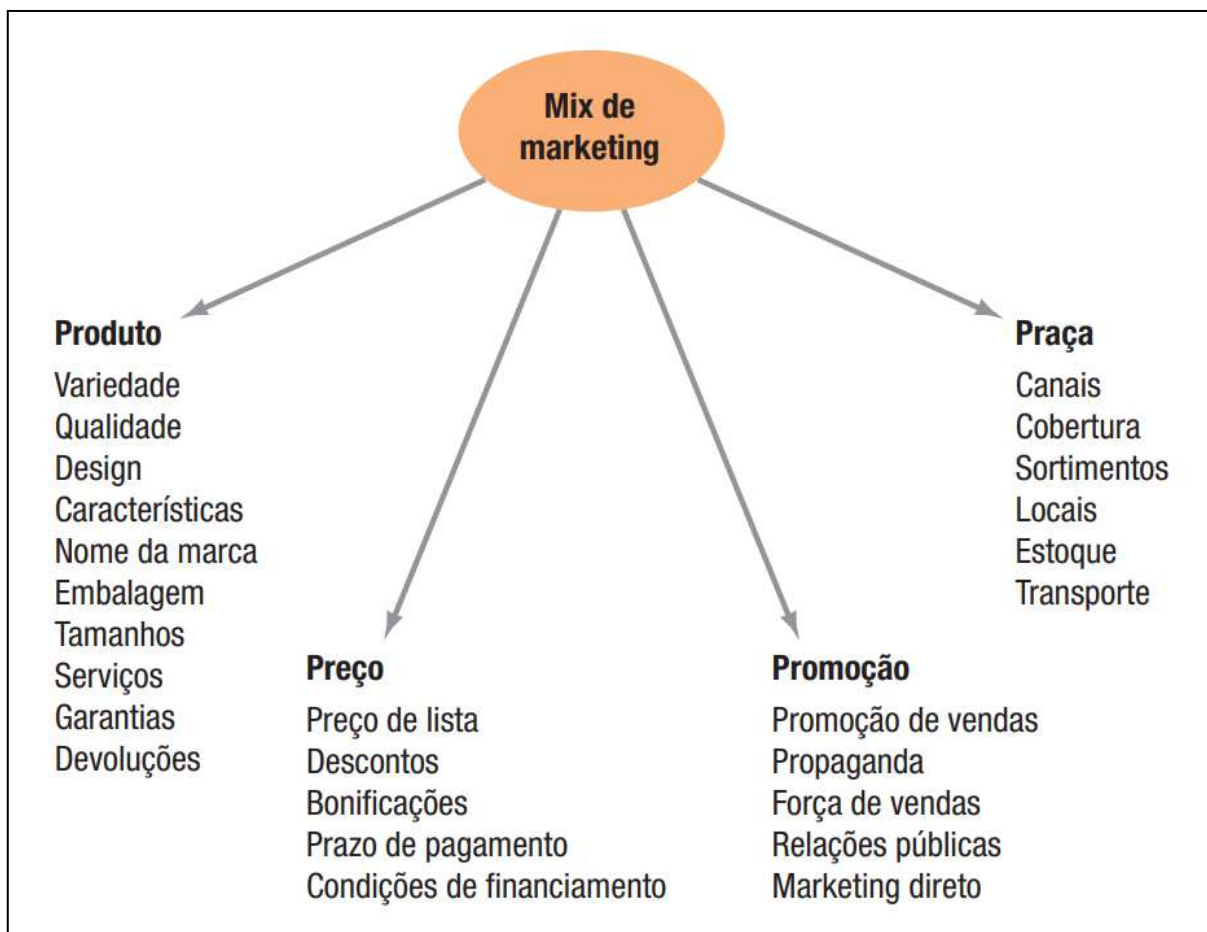 Mix de
marketing
Produto
Variedade
Qualidade
Design
Características
Nome da marca
Embalagem
Tamanhos
Serviços
Garantias
Devoluções
Preço
Preço de lista
Descontos
Bonificações
Prazo de pagamento
Condições de financiamento
Promoção
Promoção de vendas
Propaganda
Força de vendas
Relações públicas
Marketing direto
Praça
Canais
Cobertura
Sortimentos
Locais
Estoque
Transporte